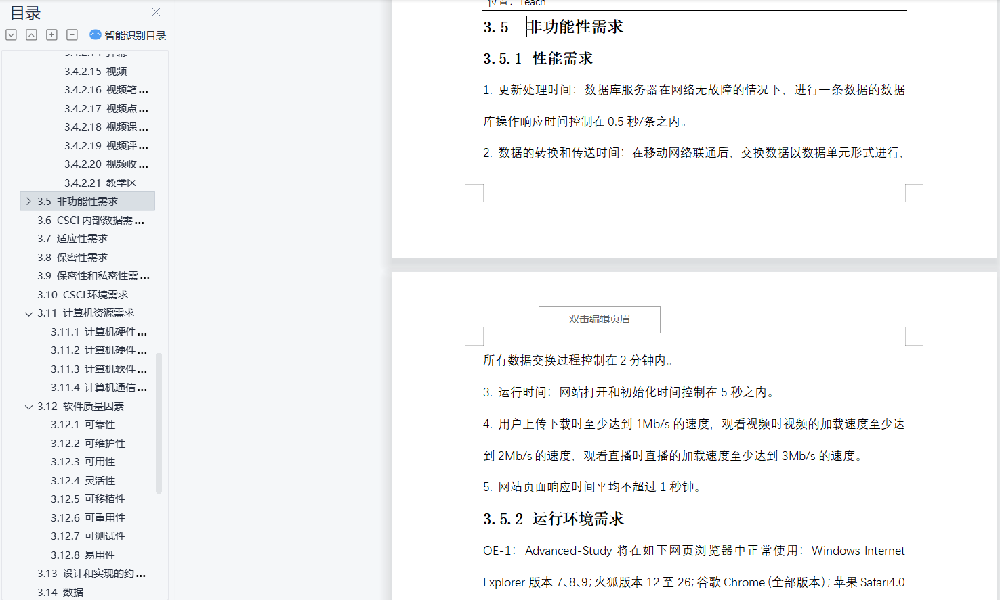 目录
智能识别目录
3.4.2.15 视频
3.4.2.16 视频笔...
3.4.2.17 视频点...
3.4.2.18 视频课...
3.4.2.19 视频评...
3.4.2.20 视频收...
3.4.2.21 教学区
3.5 非功能性需求
3.6 CSCI 内部数据需...
3.7 适应性需求
3.8 保密性需求
3.9 保密性和私密性需...
3.10 CSCI 环境需求
3.11 计算机资源需求
3.11.1 计算机硬件...
3.11.2 计算机硬件...
3.11.3 计算机软件...
3.11.4 计算机通信...
3.12 软件质量因素
3.12.1 可靠性
3.12.2 可维护性
3.12.3 可用性
3.12.4 灵活性
3.12.5 可移植性
3.12.6 可重用性
3.12.7 可测试性
3.12.8 易用性
3.13 设计和实现的约...
3.14 数据
位置：Teach
3.5 非功能性需求
3.5.1 性能需求
1. 更新处理时间：数据库服务器在网络无故障的情况下，进行一条数据的数据
库操作响应时间控制在 0.5 秒/条之内。
2. 数据的转换和传送时间：在移动网络联通后，交换数据以数据单元形式进行，
双击编辑页眉
所有数据交换过程控制在 2 分钟内。
3. 运行时间：网站打开和初始化时间控制在 5 秒之内。
4. 用户上传下载时至少达到 1Mb/s 的速度，观看视频时视频的加载速度至少达
到 2Mb/s 的速度，观看直播时直播的加载速度至少达到 3Mb/s 的速度。
5. 网站页面响应时间平均不超过 1 秒钟。
3.5.2 运行环境需求
OE-1：Advanced-Study 将在如下网页浏览器中正常使用：Windows Internet
Explorer 版本 7、8、9；火狐版本 12 至 26；谷歌 Chrome（全部版本）；苹果 Safari4.0